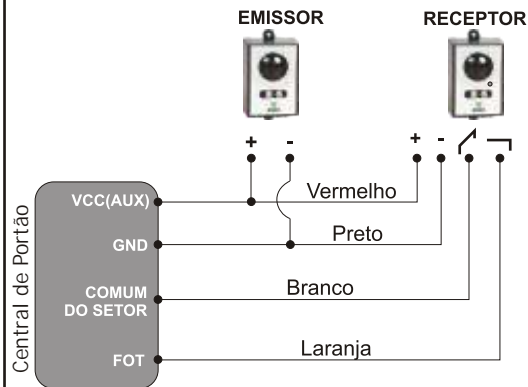 EMISSOR
RECEPTOR
+
-
+
-
Central de Portão
VCC(AUX)
Vermelho
GND
Preto
COMUM
DO SETOR
Branco
FOT
Laranja